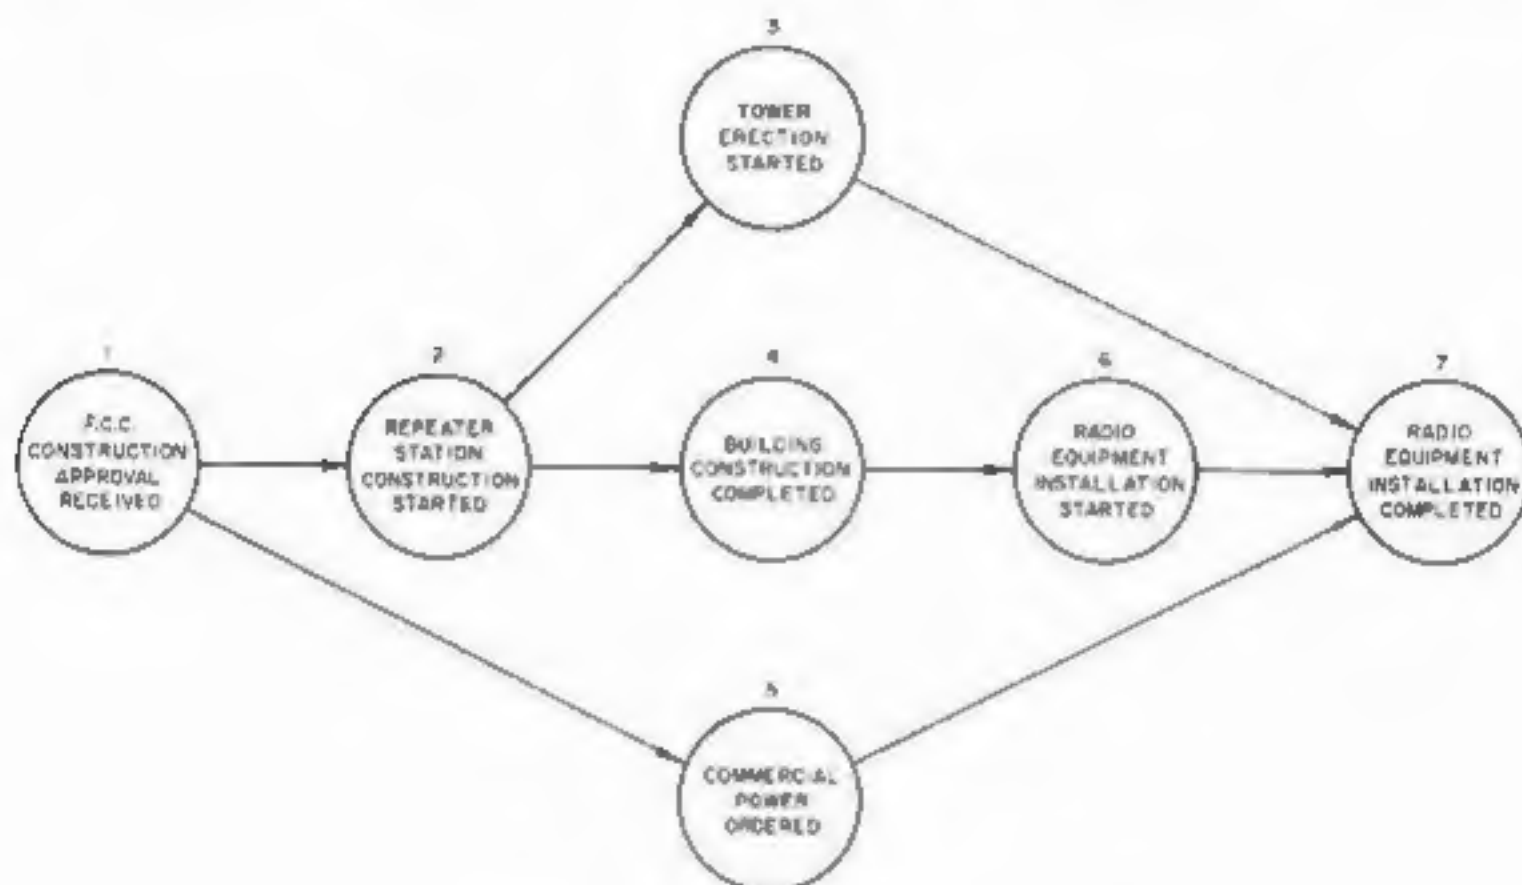 3
TOWER
ERECTION
STARTED
1
F.C.C.
CONSTRUCTION
APPROVAL
RECEIVED
2
REPEATER
STATION
CONSTRUCTION
STARTED
4
BUILDING
CONSTRUCTION
COMPLETED
6
RADIO
EQUIPMENT
INSTALLATION
STARTED
7
RADIO
EQUIPMENT
INSTALLATION
COMPLETED
5
COMMERCIAL
POWER
ORDERED